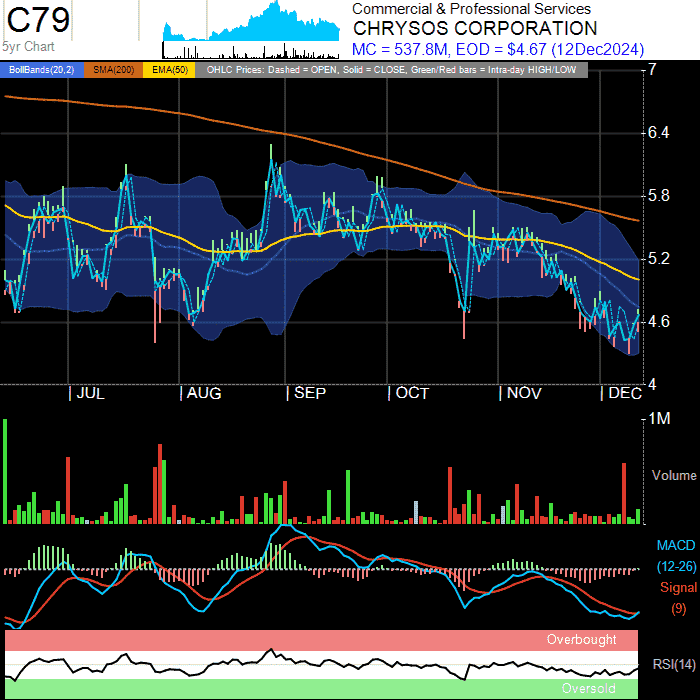 C79
5yr Chart
Commercial & Professional Services
CHRYSOS CORPORATION
MC = 537.8M, EOD = $4.67 (12Dec2024)
BollBands(20,2) SMA(200) EMA(50) OHLC Prices: Dashed = OPEN, Solid = CLOSE, Green/Red bars = Intra-day HIGH/LOW
7
6.4
5.8
5.2
4.6
4
| JUL | AUG | SEP | OCT | NOV | DEC
1M
Volume
MACD
(12-26)
Signal
(9)
Overbought
RSI(14)
Oversold